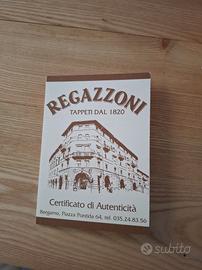 REGAZZONI
TAPPETI DAL 1820
Certificato di Autenticità
Bergamo, Piazza Pontida 64, tel. 035.24.83.56
subito